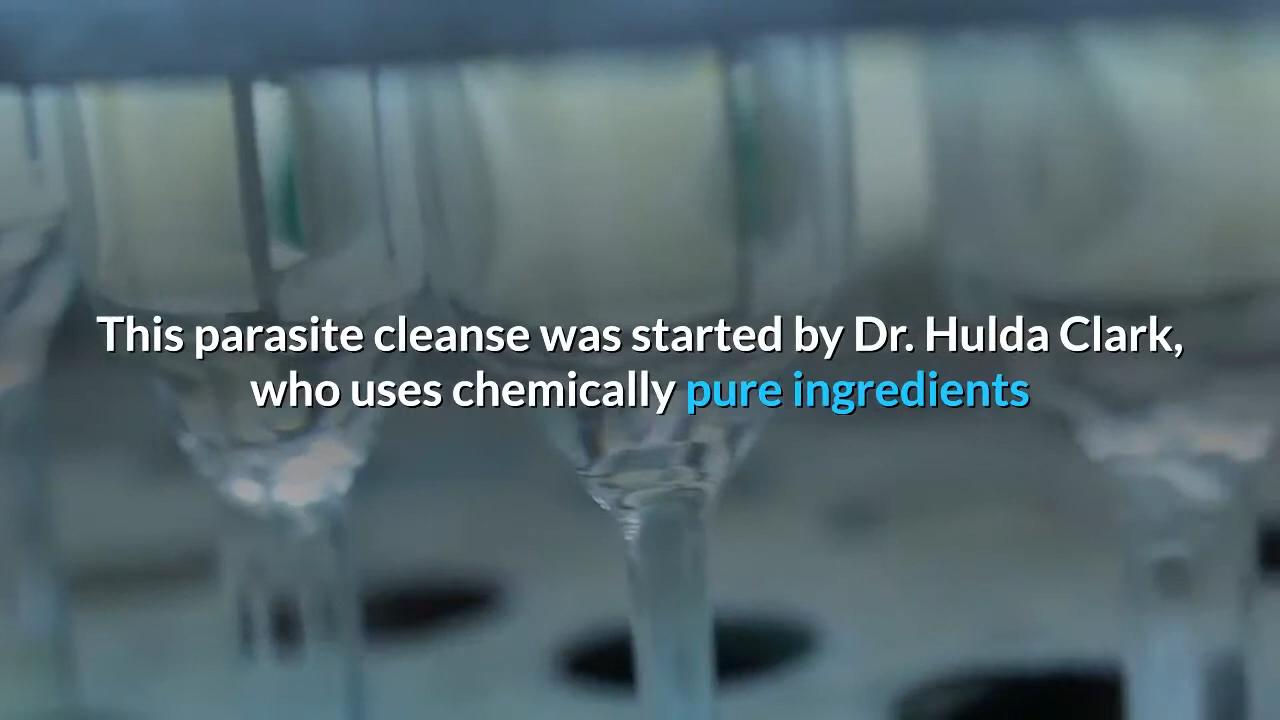 This parasite cleanse was started by Dr. Hulda Clark,
who uses chemically pure ingredients